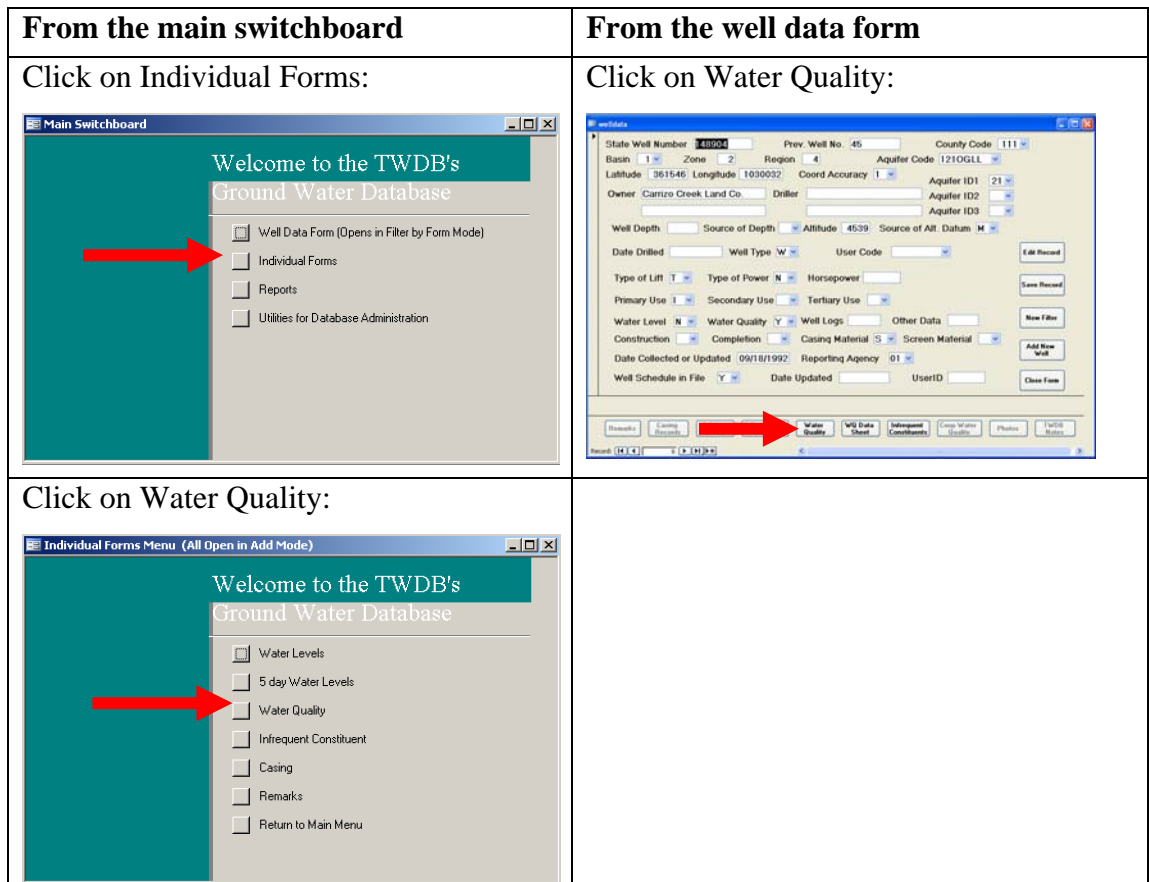 From the main switchboard
From the well data form
Click on Individual Forms:
Click on Water Quality:
Main Switchboard
Welcome to the TWDB's
Ground Water Database
Well Data Form (Opens in Filter by Form Mode)
Individual Forms
Reports
Utilities for Database Administration
welldata
State Well Number 148904 Prev. Well No. 45 County Code 111
Basin 1 Zone 2 Region 4 Aquifer Code 121OGLL
Latitude 361546 Longitude 1030032 Coord Accuracy 1 Aquifer ID1 21
Owner Carrizo Creek Land Co. Driller Aquifer ID2
Aquifer ID3
Well Depth Source of Depth Altitude 4539 Source of Alt. Datum M
Date Drilled Well Type W User Code Edit Record
Type of Lift T Type of Power N Horsepower
Save Record
Primary Use I Secondary Use Tertiary Use
Water Level N Water Quality Y Well Logs Other Data New Filter
Construction Completion Casing Material S Screen Material
Add New Well
Date Collected or Updated 09/18/1992 Reporting Agency 01
Well Schedule in File Y Date Updated UserID Close Form
Remarks Casing Records Water Quality WQ Data Sheet Infrequent Constituents Water Quality Photos TWDB Notes
Record:
Click on Water Quality:
Individual Forms Menu (All Open in Add Mode)
Welcome to the TWDB's
Ground Water Database
Water Levels
5 day Water Levels
Water Quality
Infrequent Constituent
Casing
Remarks
Return to Main Menu